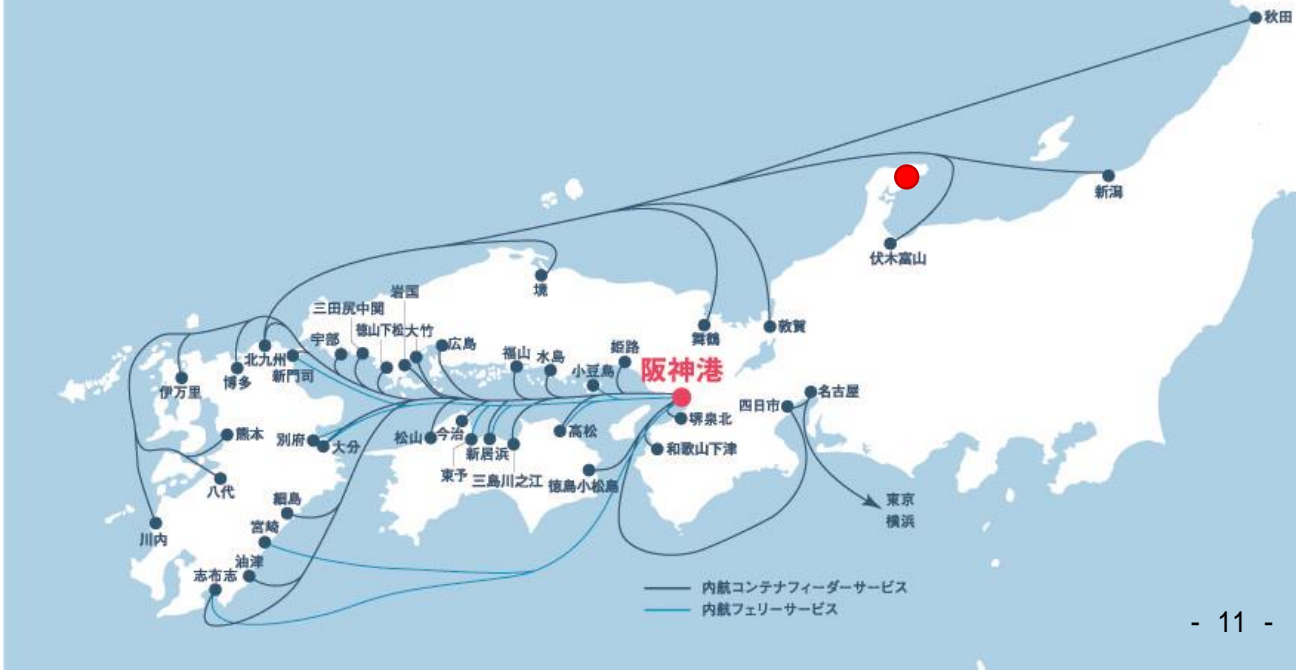 秋田
新潟
伏木富山
境
岩国
三田尻中関
宇部
徳山下松
大竹
広島
福山
水島
小豆島
姫路
舞鶴
敦賀
阪神港
北九州
新門司
博多
伊万里
四日市
名古屋
堺泉北
和歌山下津
熊本
別府
大分
松山
今治
東予
新居浜
三島川之江
高松
徳島小松島
八代
細島
宮崎
川内
油津
志布志
東京
横浜
内航コンテナフィーダーサービス
内航フェリーサービス
- 11 -